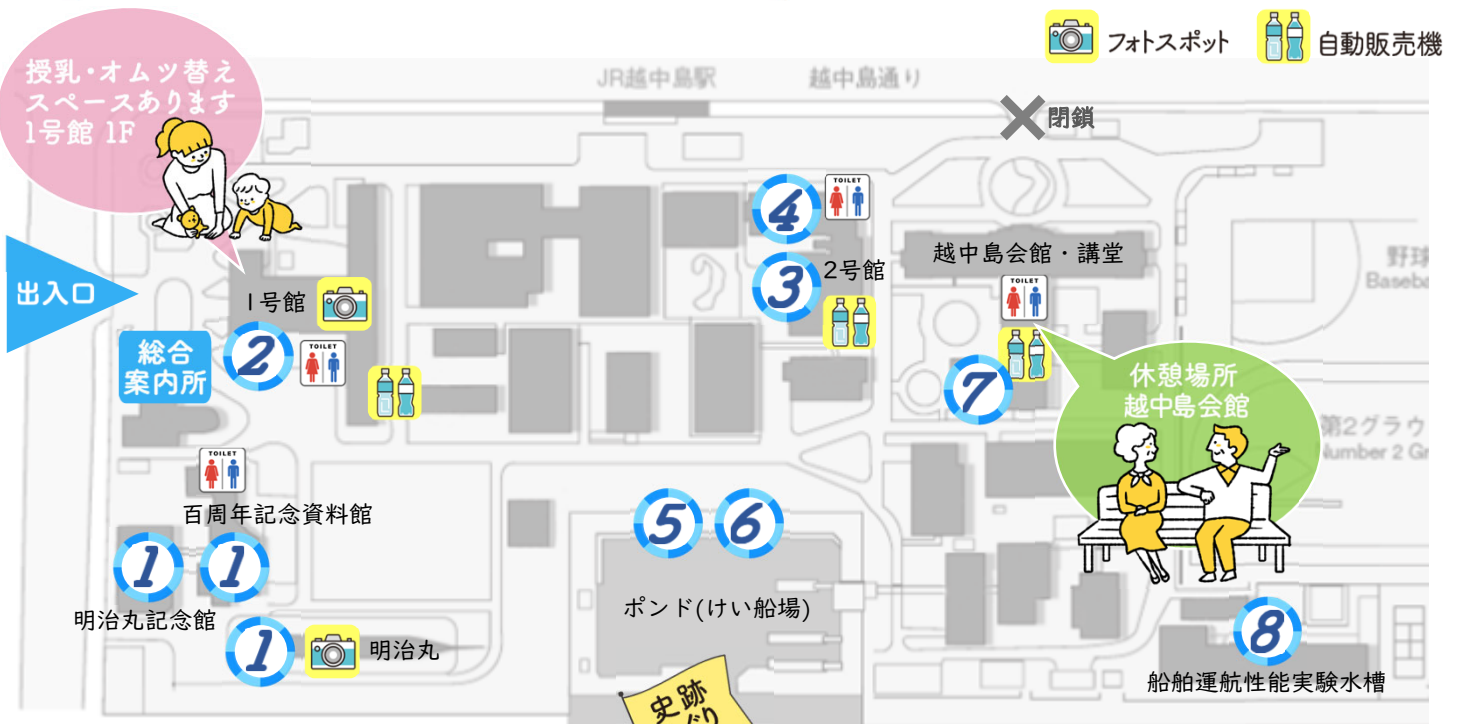 フォトスポット
自動販売機
授乳・オムツ替え
スペースあります
1号館 1F
JR越中島駅
越中島通り
閉鎖
TOILET
4
越中島会館・講堂
3
2号館
TOILET
出入口
1号館
総合
案内所
2
TOILET
7
休憩場所
越中島会館
野球
Baseba
第2グラウ
Number 2 Gr
TOILET
百周年記念資料館
1
1
明治丸記念館
1
明治丸
5
6
ポンド(けい船場)
8
船舶運航性能実験水槽
史跡